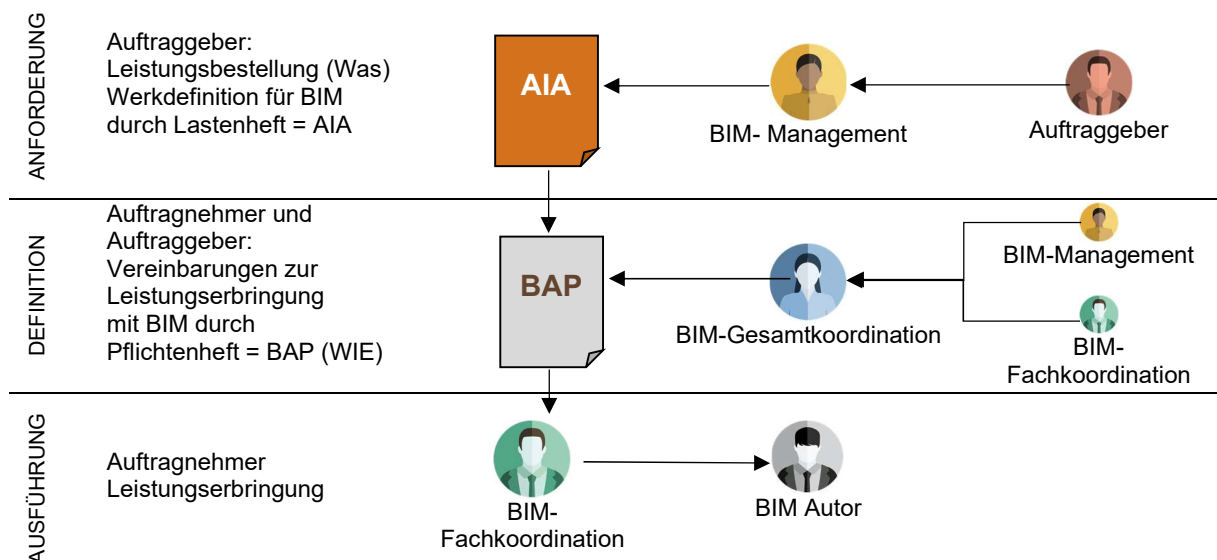 ANFORDERUNG
Auftraggeber:
Leistungsbestellung (Was)
Werkdefinition für BIM
durch Lastenheft = AIA
AIA
BIM- Management
Auftraggeber
DEFINITION
Auftragnehmer und
Auftraggeber:
Vereinbarungen zur
Leistungserbringung
mit BIM durch
Pflichtenheft = BAP (WIE)
BAP
BIM-Gesamtkoordination
BIM-Management
BIM-
Fachkoordination
AUSFÜHRUNG
Auftragnehmer
Leistungserbringung
BIM-
Fachkoordination
BIM Autor